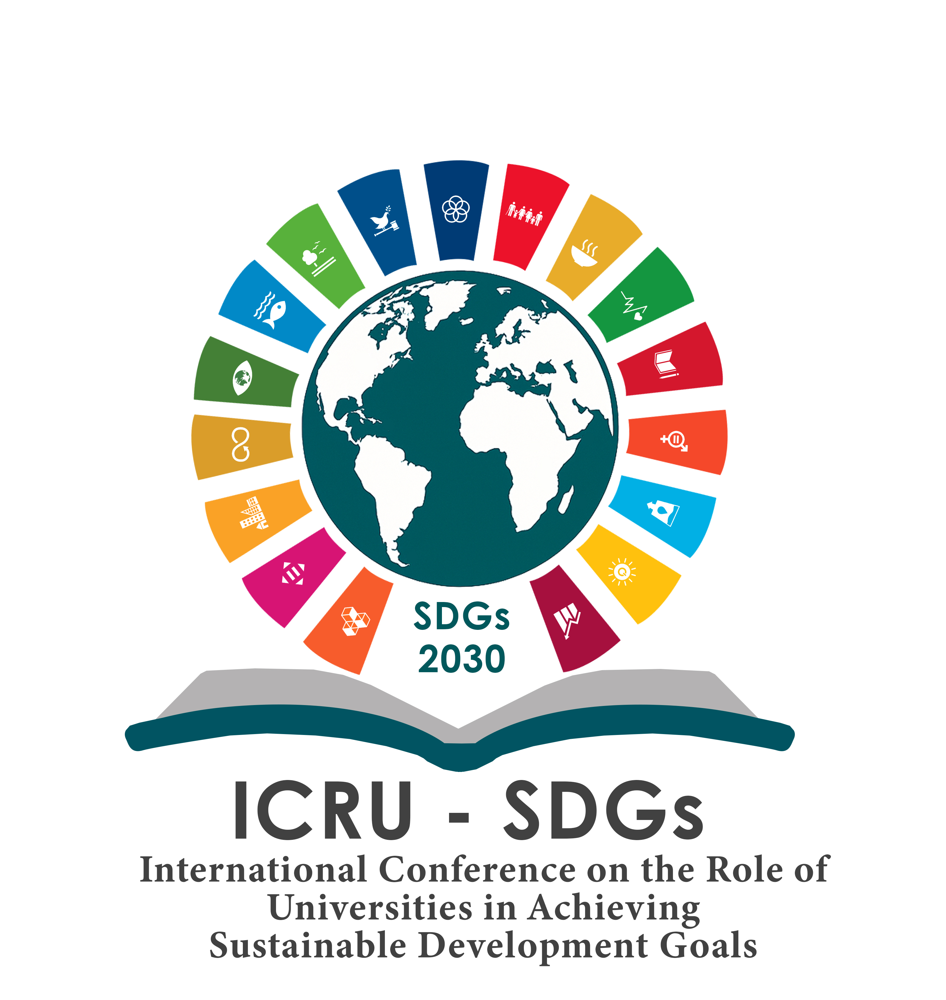 SDGs
2030
ICRU - SDGs
International Conference on the Role of
Universities in Achieving
Sustainable Development Goals